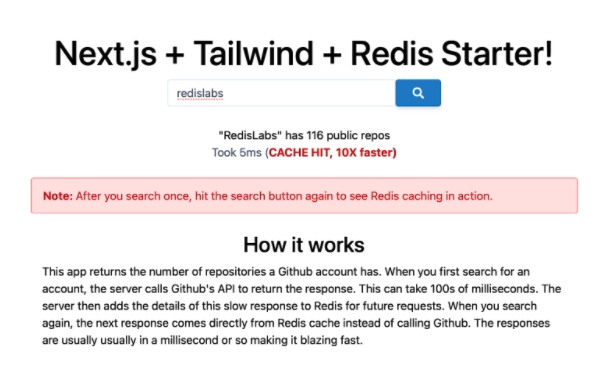 Next.js + Tailwind + Redis Starter!
redislabs
"RedisLabs" has 116 public repos
Took 5ms (CACHE HIT, 10X faster)
Note: After you search once, hit the search button again to see Redis caching in action.
How it works
This app returns the number of repositories a Github account has. When you first search for an
account, the server calls Github's API to return the response. This can take 100s of milliseconds. The
server then adds the details of this slow response to Redis for future requests. When you search
again, the next response comes directly from Redis cache instead of calling Github. The responses
are usually usually in a millisecond or so making it blazing fast.